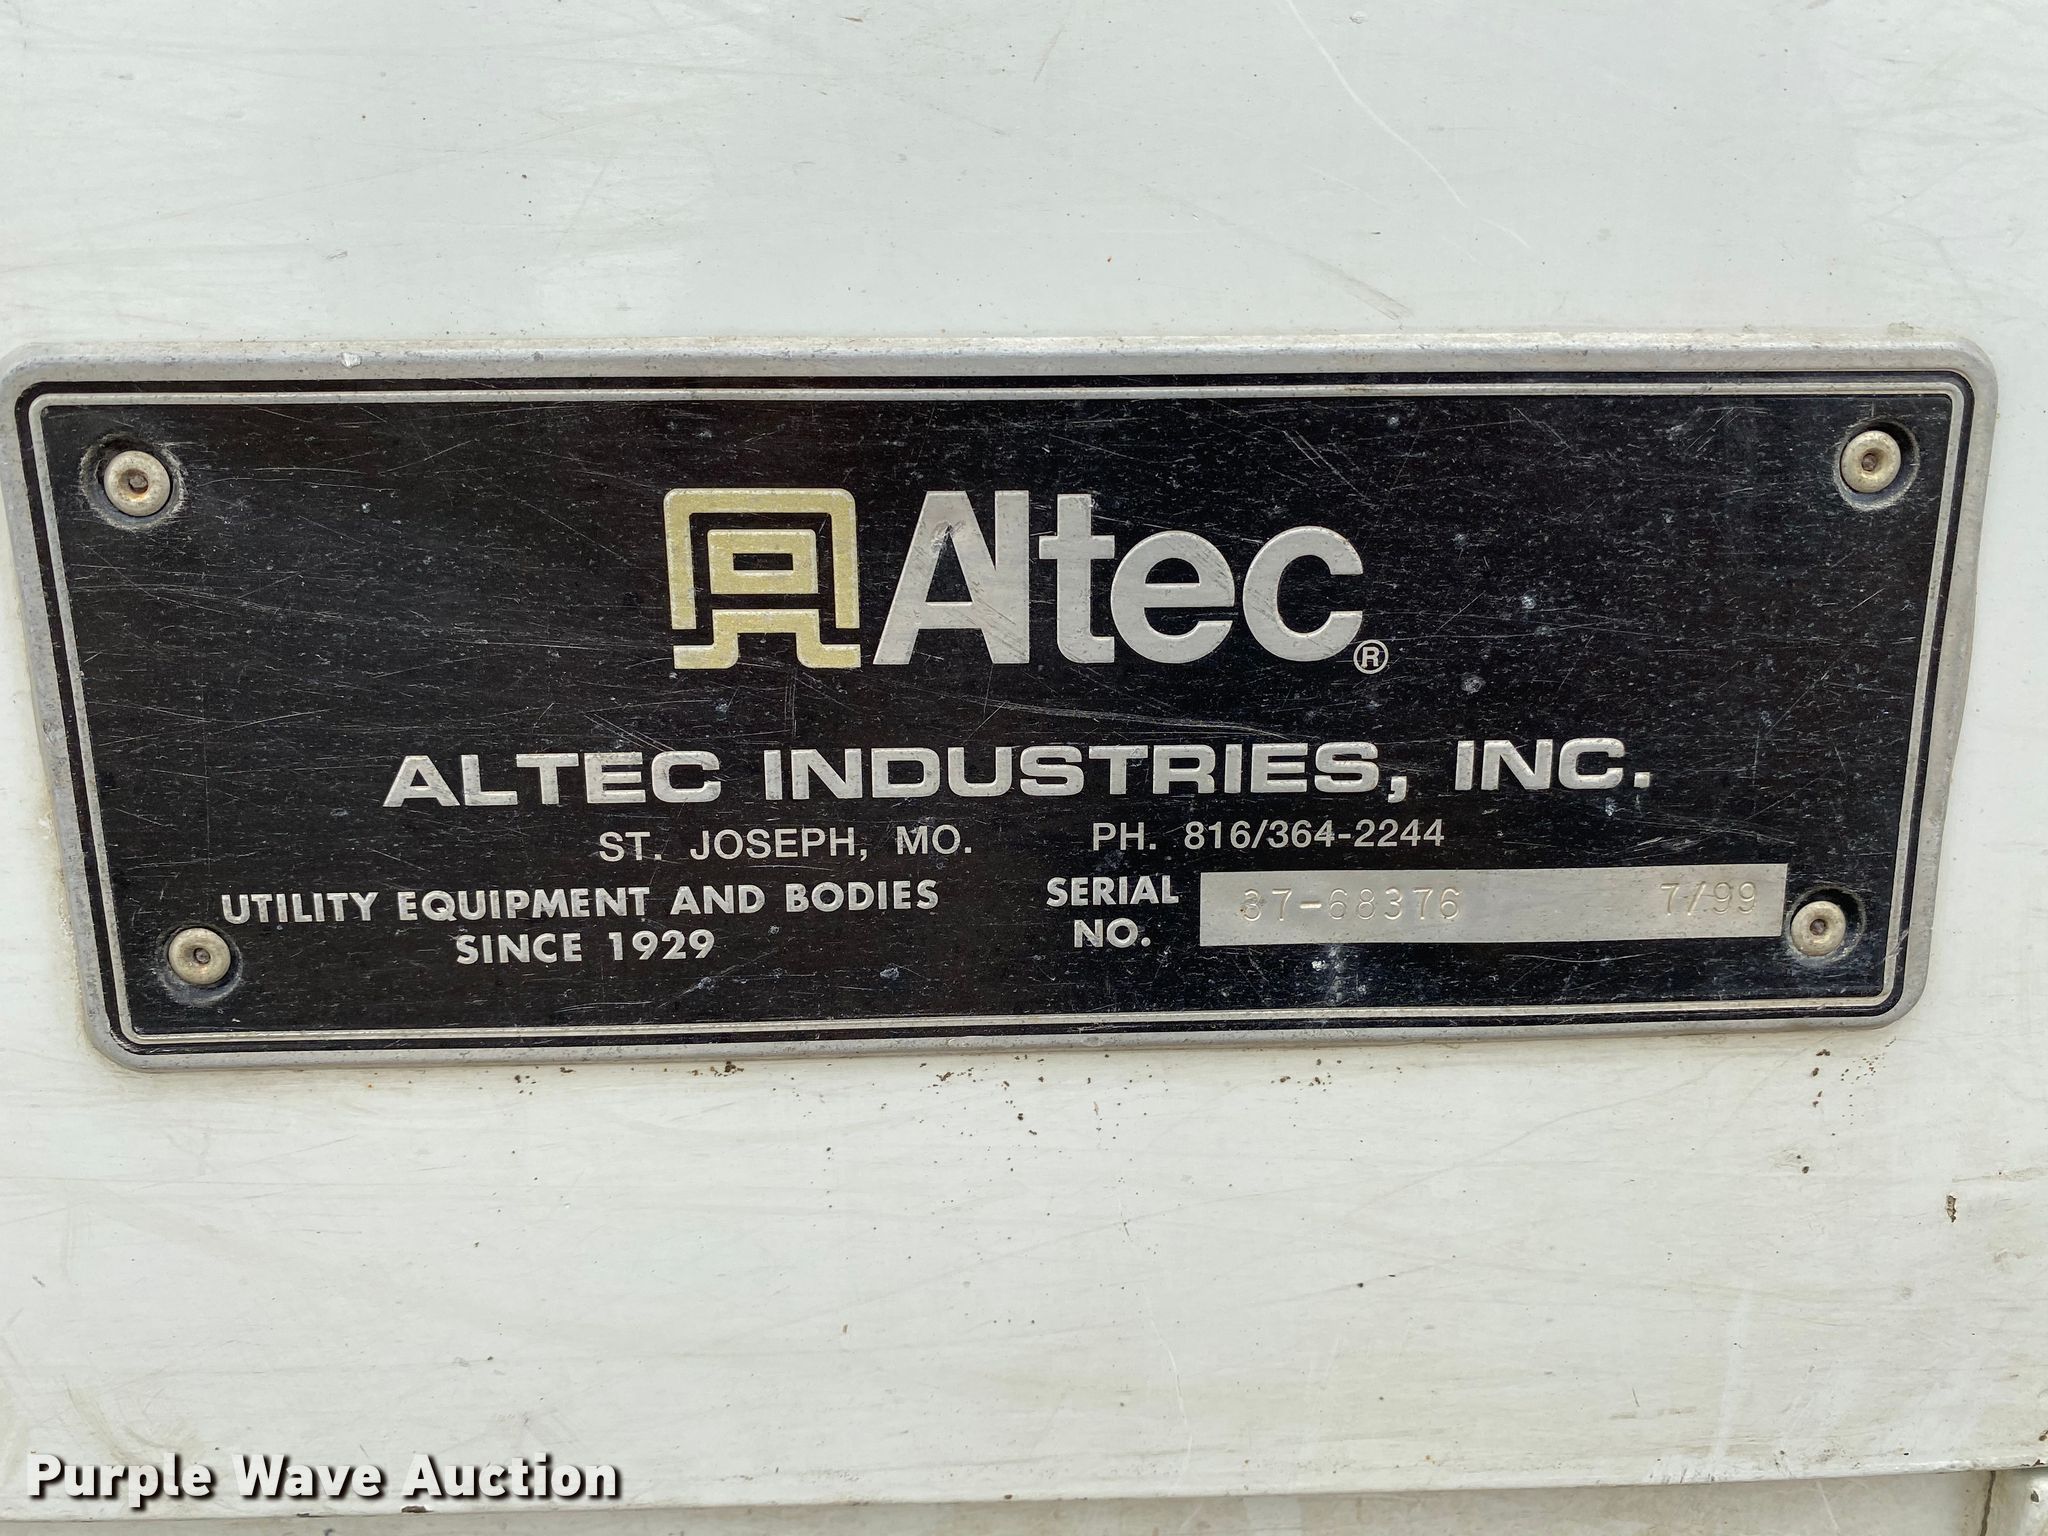 Altec®
ALTEC INDUSTRIES, INC.
ST. JOSEPH, MO. PH. 816/364-2244
UTILITY EQUIPMENT AND BODIES
SINCE 1929
SERIAL
NO.
37-68376 7/99
Purple Wave Auction